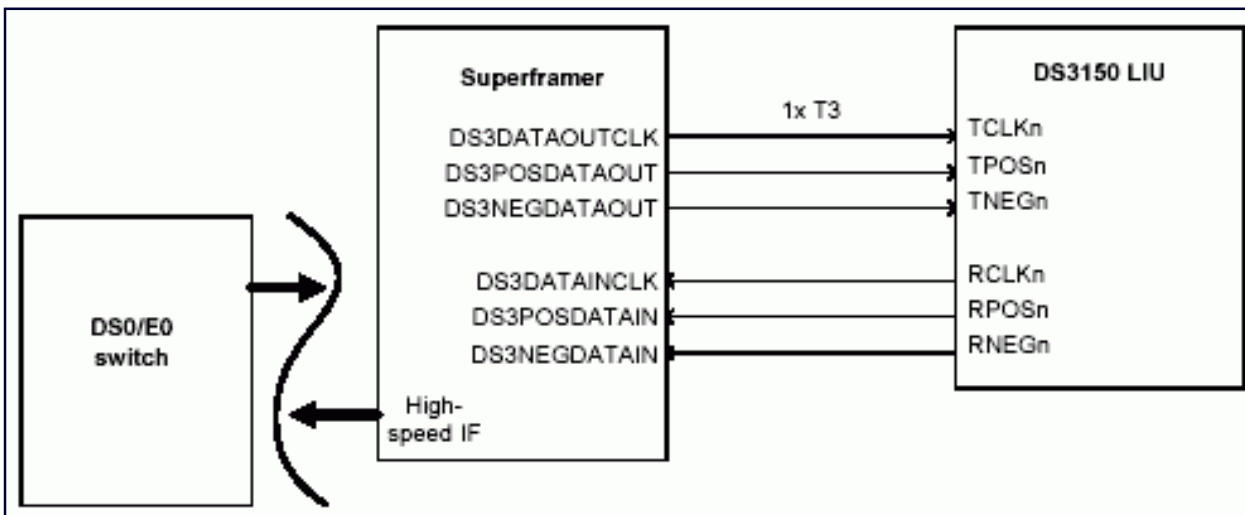 Superframer
DS3DATAOUTCLK
DS3POSDATAOUT
DS3NEGDATAOUT
DS3DATAINCLK
DS3POSDATAIN
DS3NEGDATAIN
High-
speed IF
1x T3
DS3150 LIU
TCLKn
TPOSn
TNEGn
RCLKn
RPOSn
RNEGn
DS0/E0
switch